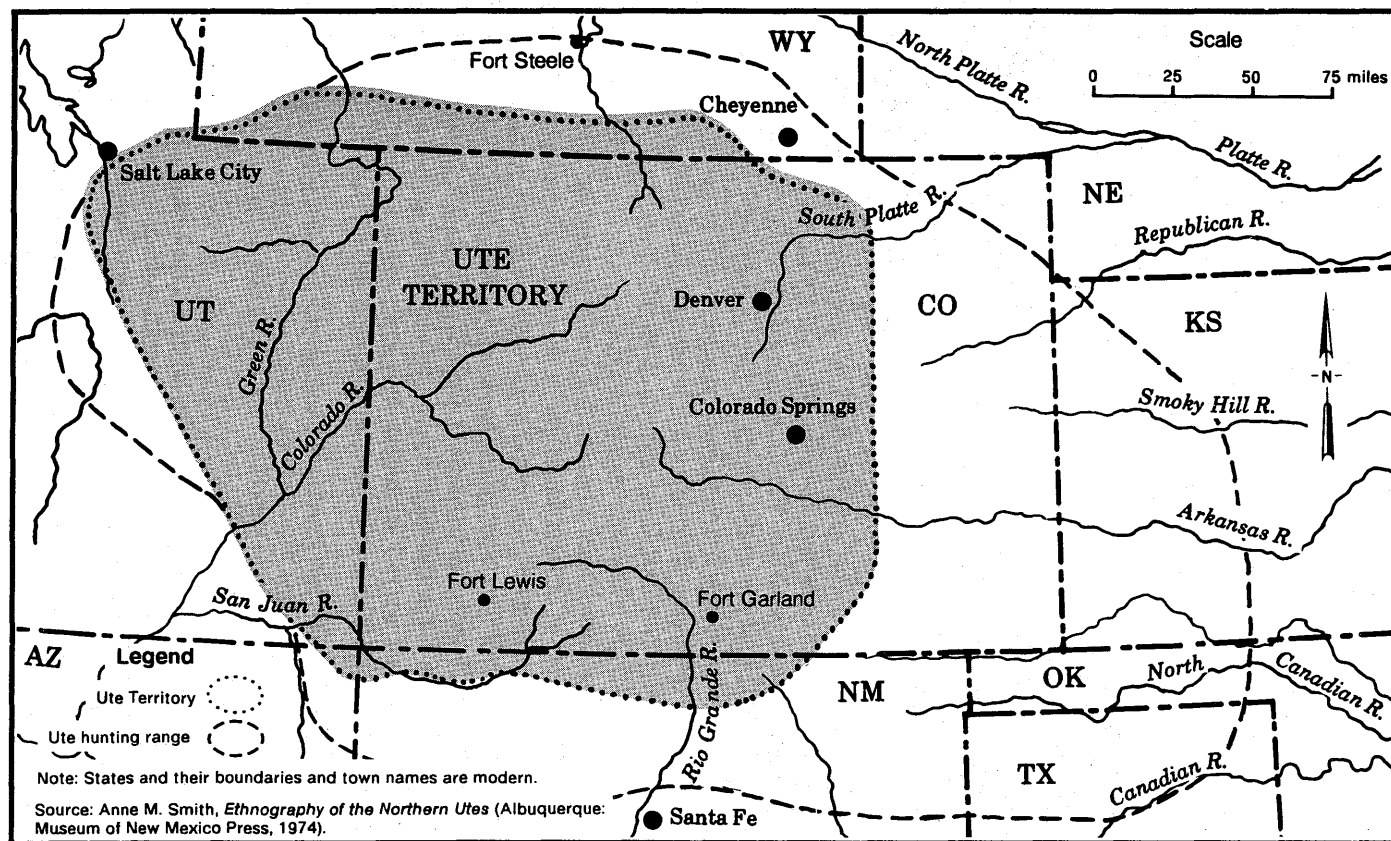 WY
Scale
North Platte R.
Fort Steele
0 25 50 75 miles
Cheyenne
Salt Lake City
Platte R.
NE
South Platte R.
Republican R.
UTE
TERRITORY
UT
Denver
CO
KS
Green R.
-N-
Colorado R.
Colorado Springs
Smoky Hill R.
Arkansas R.
Fort Lewis
San Juan R.
Fort Garland
AZ
Legend
Ute Territory
Ute hunting range
Rio Grande R.
NM
OK
North
Canadian R.
TX
Canadian R.
Note: States and their boundaries and town names are modern.
Source: Anne M. Smith, Ethnography of the Northern Utes (Albuquerque:
Museum of New Mexico Press, 1974).
Santa Fe